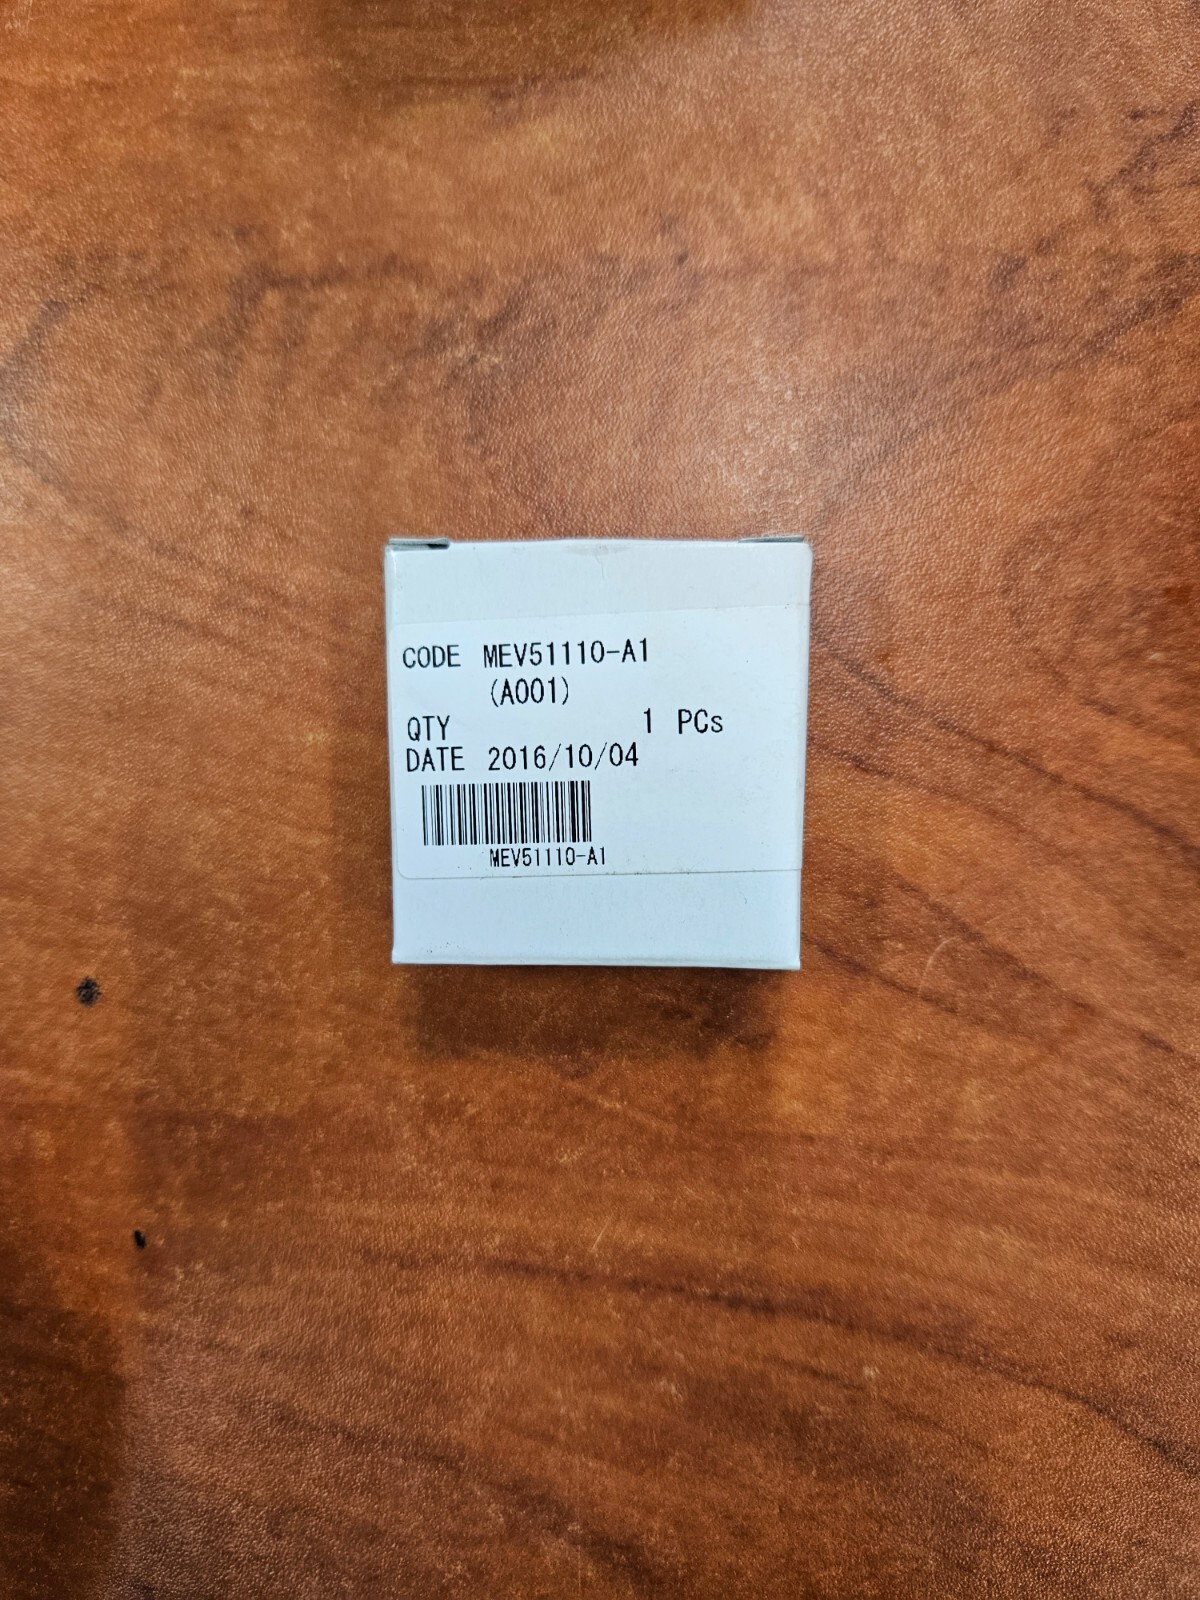 CODE MEV51110-A1
(A001)
QTY 1 PCs
DATE 2016/10/04
MEV51110-A1